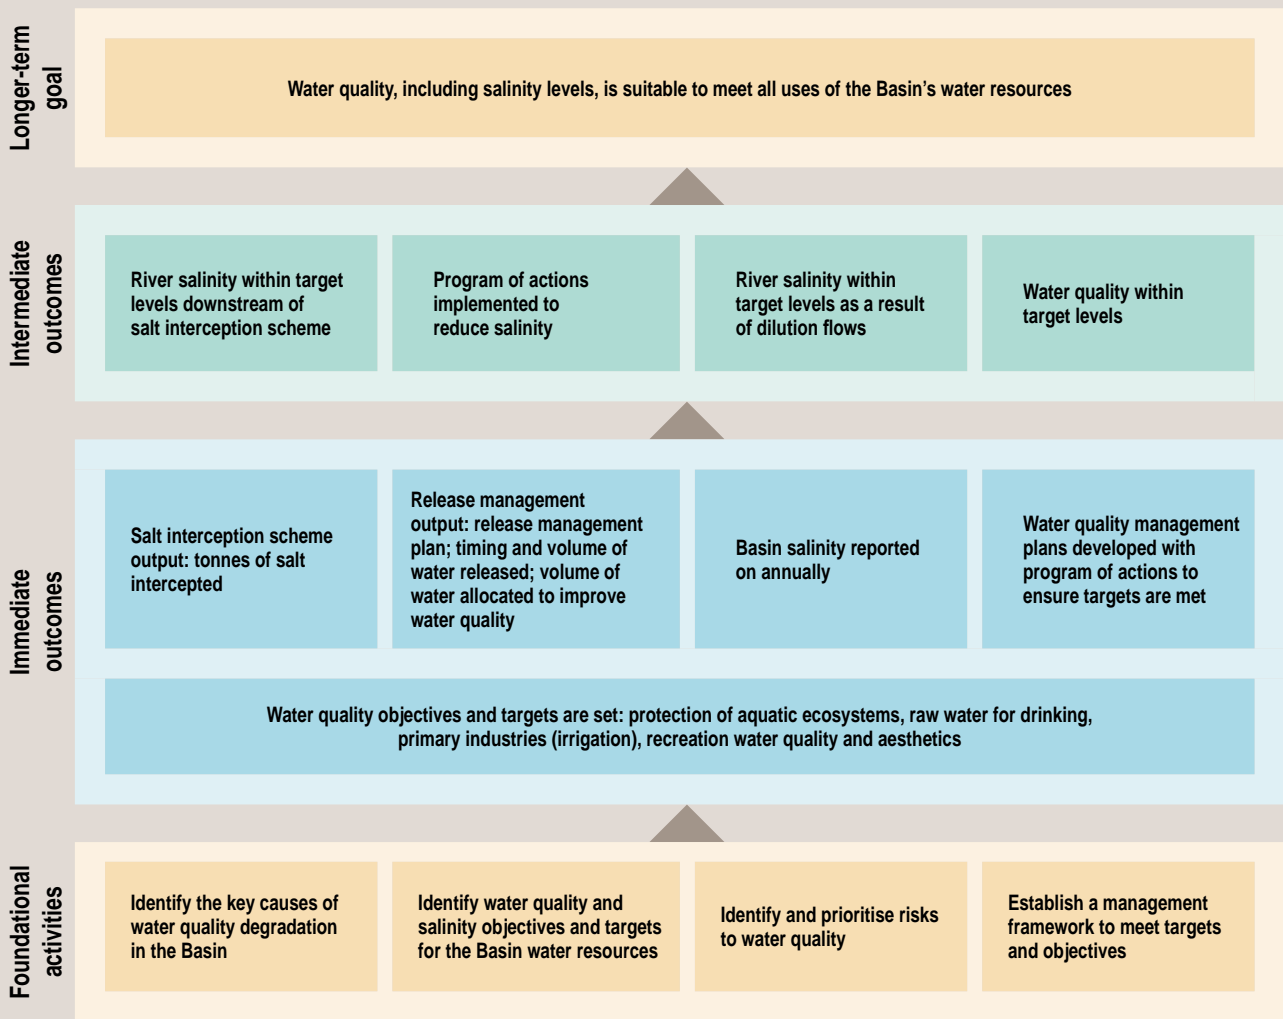 Longer-term
goal
Water quality, including salinity levels, is suitable to meet all uses of the Basin's water resources
Intermediate
outcomes
River salinity within target
levels downstream of
salt interception scheme
Program of actions
implemented to
reduce salinity
River salinity within
target levels as a result
of dilution flows
Water quality within
target levels
Immediate
outcomes
Salt interception scheme
output: tonnes of salt
intercepted
Release management
output: release management
plan; timing and volume of
water released; volume of
water allocated to improve
water quality
Basin salinity reported
on annually
Water quality management
plans developed with
program of actions to
ensure targets are met
Water quality objectives and targets are set: protection of aquatic ecosystems, raw water for drinking,
primary industries (irrigation), recreation water quality and aesthetics
Foundational
activities
Identify the key causes of
water quality degradation
in the Basin
Identify water quality and
salinity objectives and targets
for the Basin water resources
Identify and prioritise risks
to water quality
Establish a management
framework to meet targets
and objectives